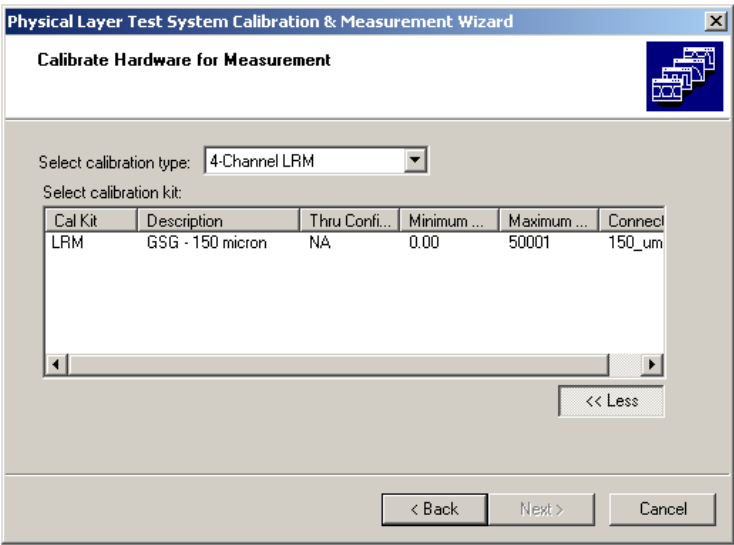 Physical Layer Test System Calibration & Measurement Wizard
Calibrate Hardware for Measurement
Select calibration type: 4-Channel LRM
Select calibration kit:
Cal Kit Description Thru Confi... Minimum ... Maximum ... Connect
LRM GSG - 150 micron NA 0.00 50001 150_um
<< Less
< Back Next > Cancel